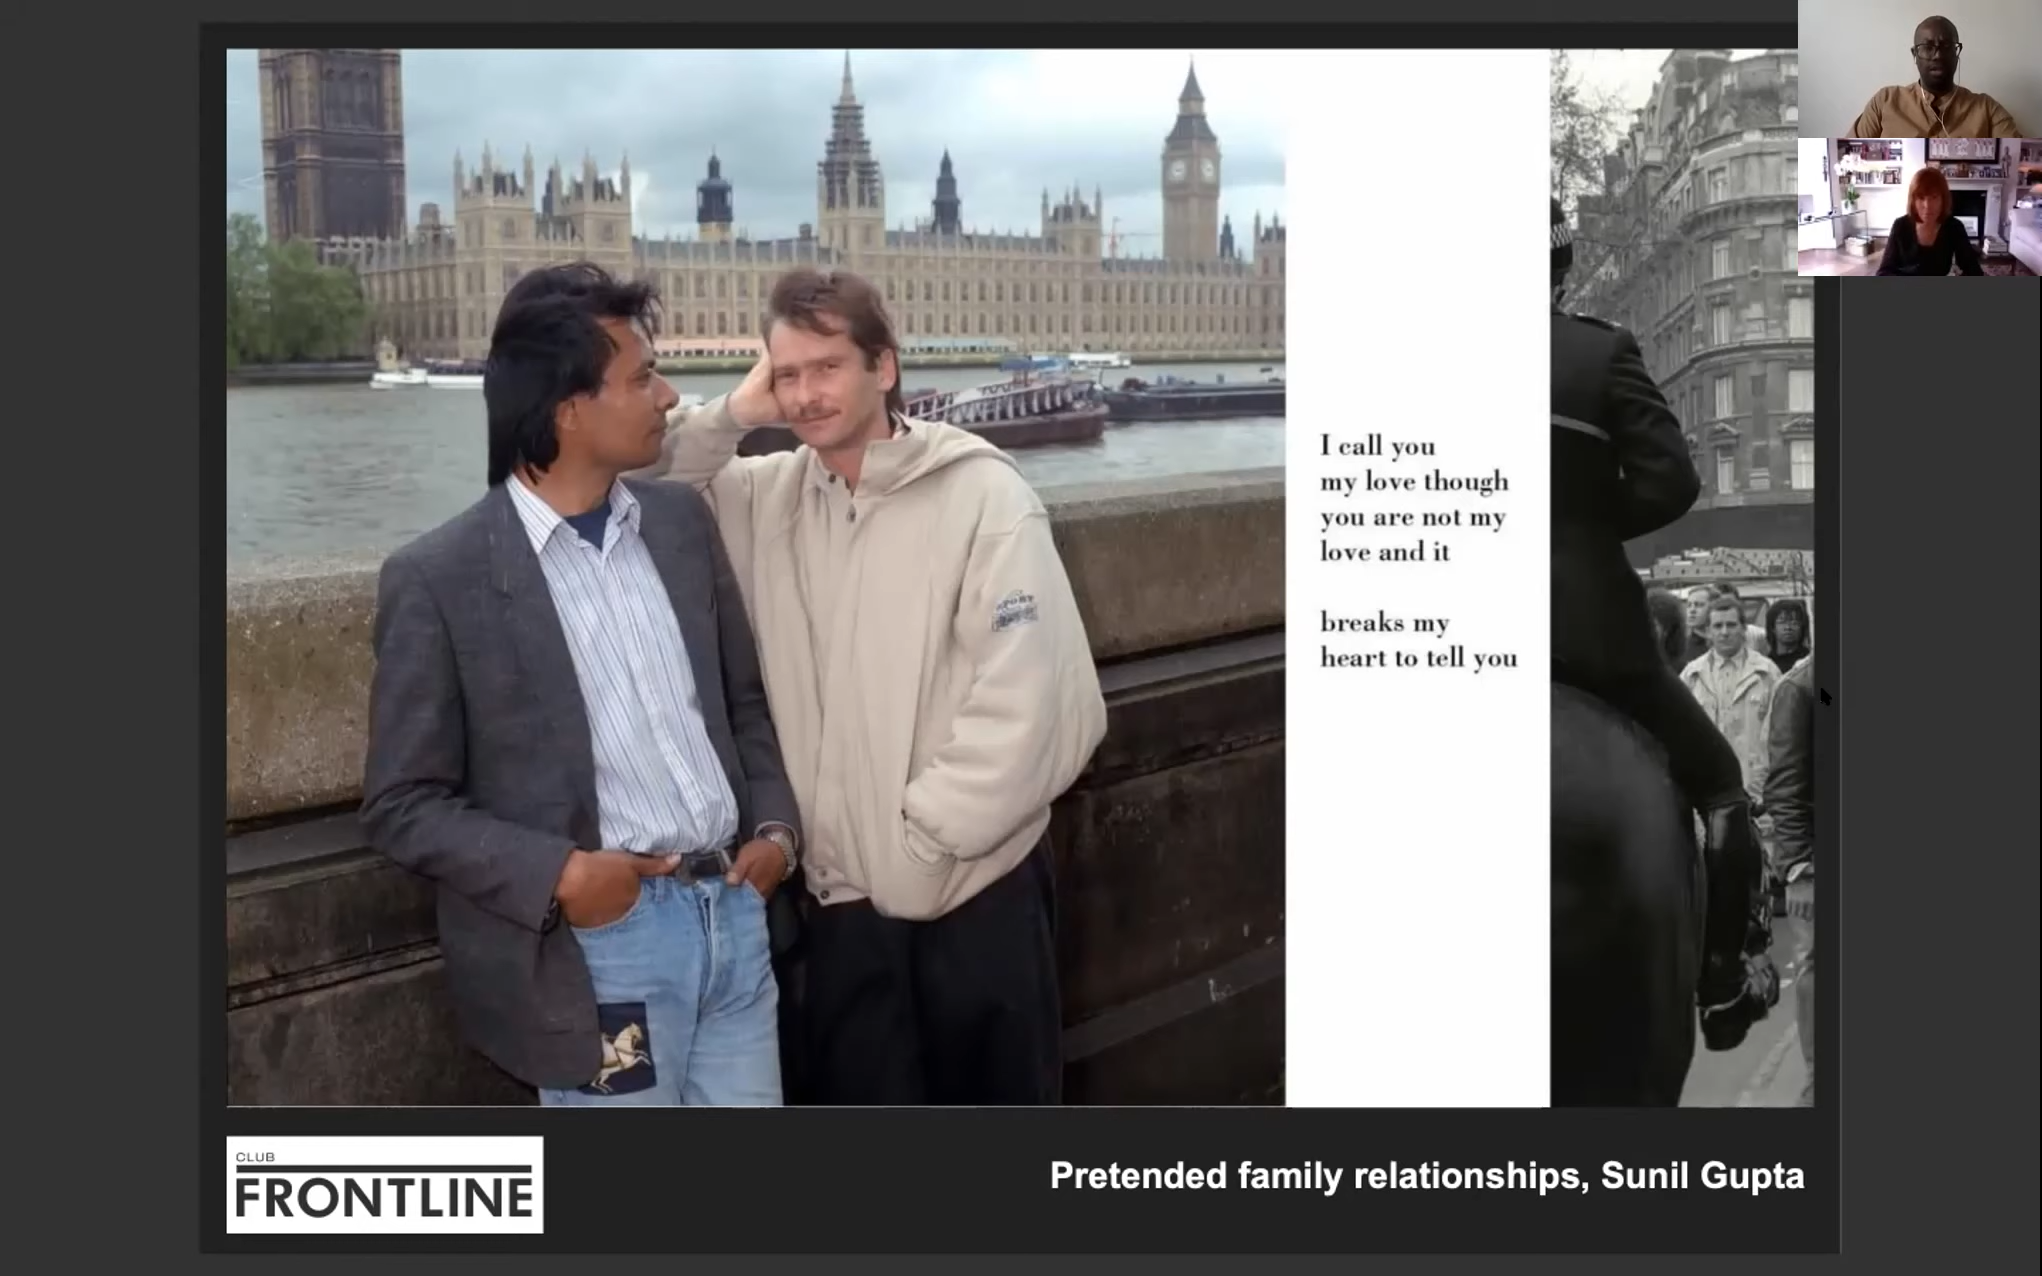 I call you
my love though
you are not my
love and it
breaks my
heart to tell you
CLUB
FRONTLINE
Pretended family relationships, Sunil Gupta